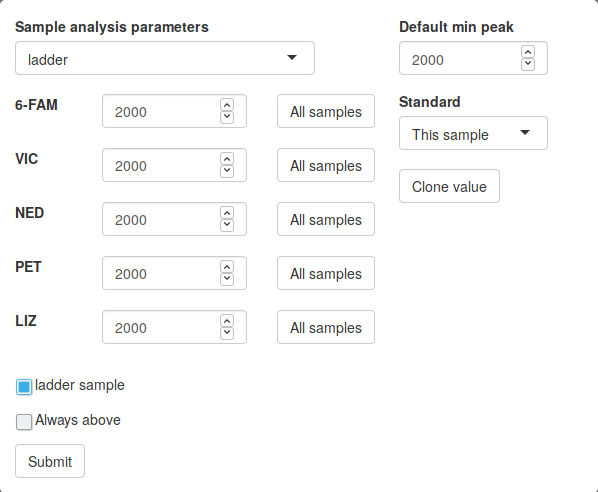 Sample analysis parameters
ladder
Default min peak
2000
6-FAM 2000 All samples
Standard
This sample
VIC 2000 All samples
Clone value
NED 2000 All samples
PET 2000 All samples
LIZ 2000 All samples
ladder sample
Always above
Submit